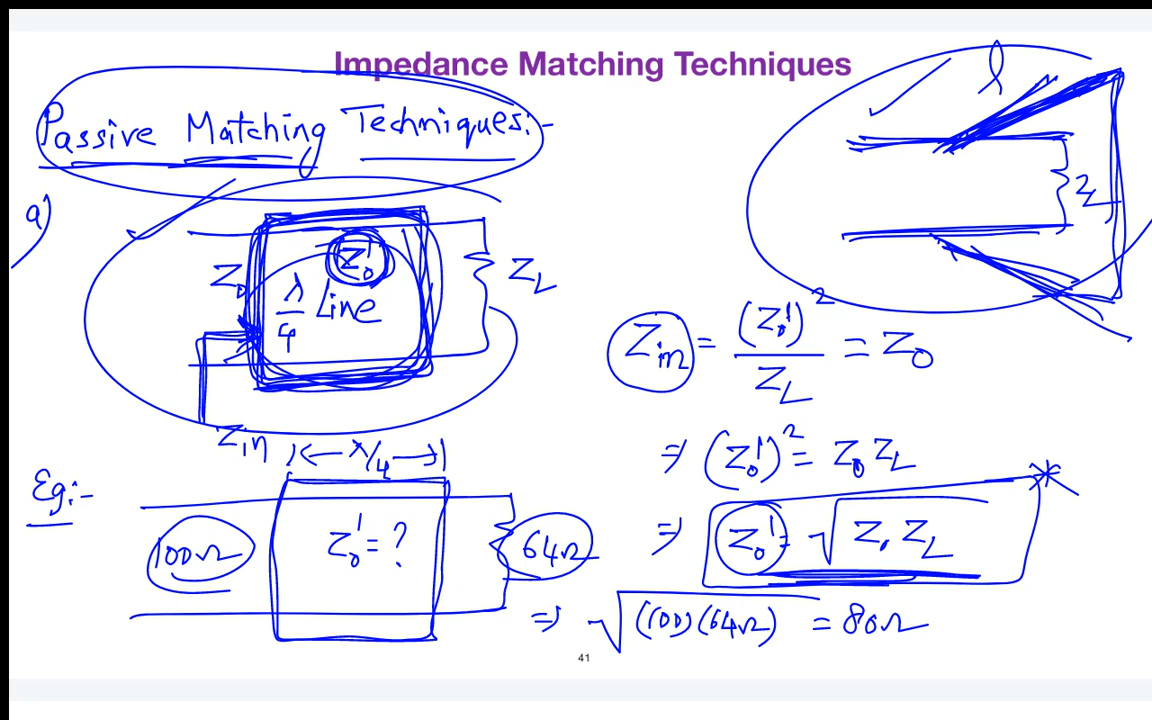 Impedance Matching Techniques
Passive Matching Techniques:-
l
a)
Z0
Z0'
λ/4 Line
ZL
Zin
ZL
Zin = (Z0')² / ZL = Z0
⇒ (Z0')² = Z0 ZL
⇒ Z0' = √Z0 ZL *
Eg:-
λ/4
100Ω
Z0' = ?
64Ω
⇒ √(100)(64Ω) = 80Ω
41